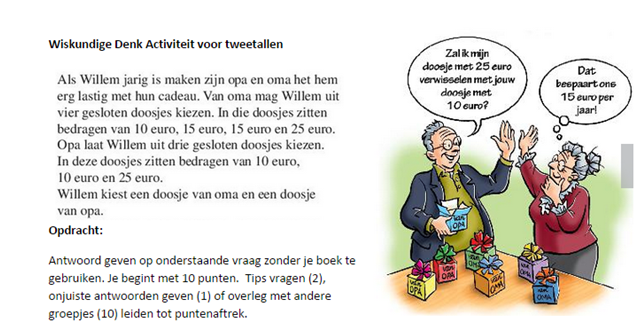 Wiskundige Denk Activiteit voor tweetallen
Als Willem jarig is maken zijn opa en oma het hem
erg lastig met hun cadeau. Van oma mag Willem uit
vier gesloten doosjes kiezen. In die doosjes zitten
bedragen van 10 euro, 15 euro, 15 euro en 25 euro.
Opa laat Willem uit drie gesloten doosjes kiezen.
In deze doosjes zitten bedragen van 10 euro,
10 euro en 25 euro.
Willem kiest een doosje van oma en een doosje
van opa.
Opdracht:
Antwoord geven op onderstaande vraag zonder je boek te
gebruiken. Je begint met 10 punten.  Tips vragen (2),
onjuiste antwoorden geven (1) of overleg met andere
groepjes (10) leiden tot puntenaftrek.
Zal ik mijn
doosje met 25 euro
verwisselen met jouw
doosje met
10 euro?
Dat
bespaart ons
15 euro per
jaar!
VAN
OPA
VAN
OPA
VAN
OMA
VAN
OMA